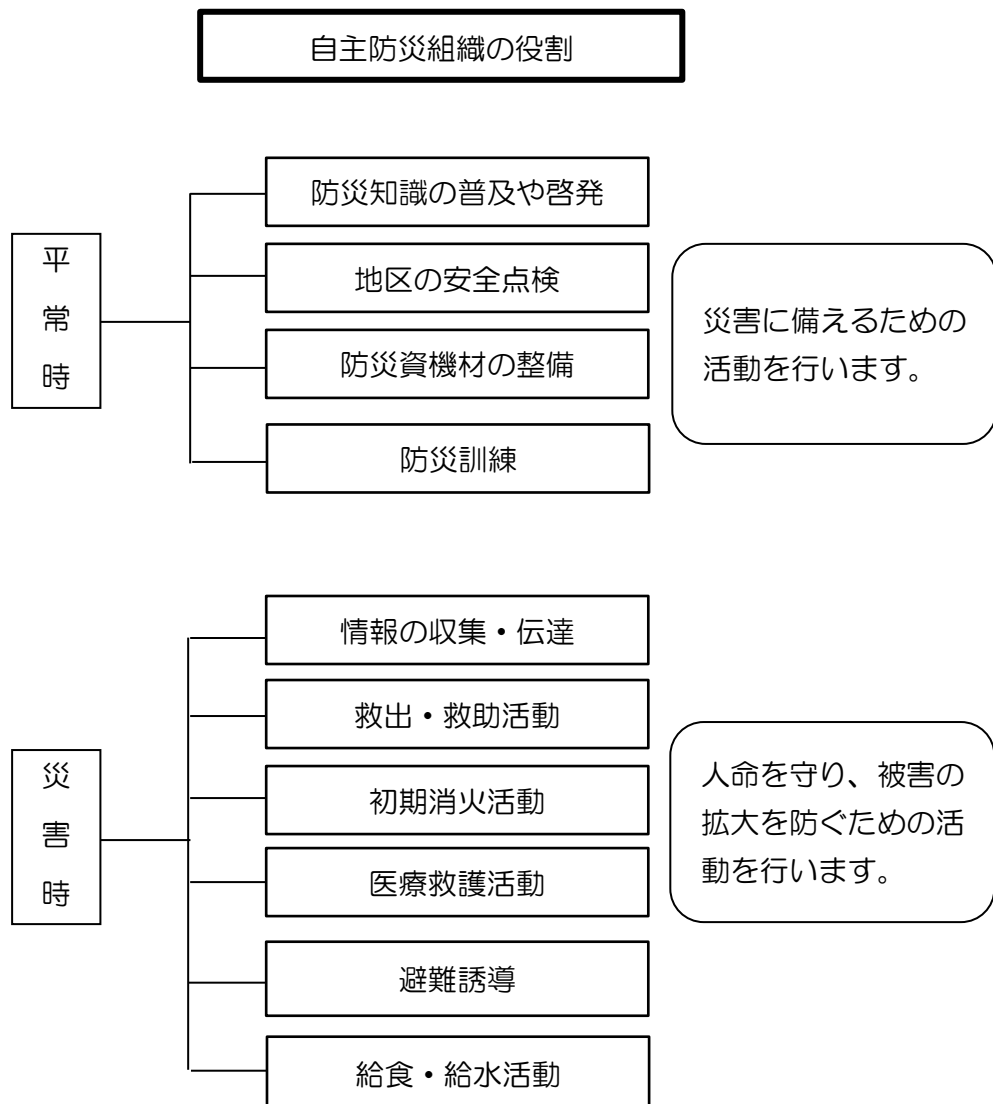 自主防災組織の役割
平常時
防災知識の普及や啓発
地区の安全点検
防災資機材の整備
防災訓練
災害に備えるための
活動を行います。
災害時
情報の収集・伝達
救出・救助活動
初期消火活動
医療救護活動
避難誘導
給食・給水活動
人命を守り、被害の
拡大を防ぐための活
動を行います。